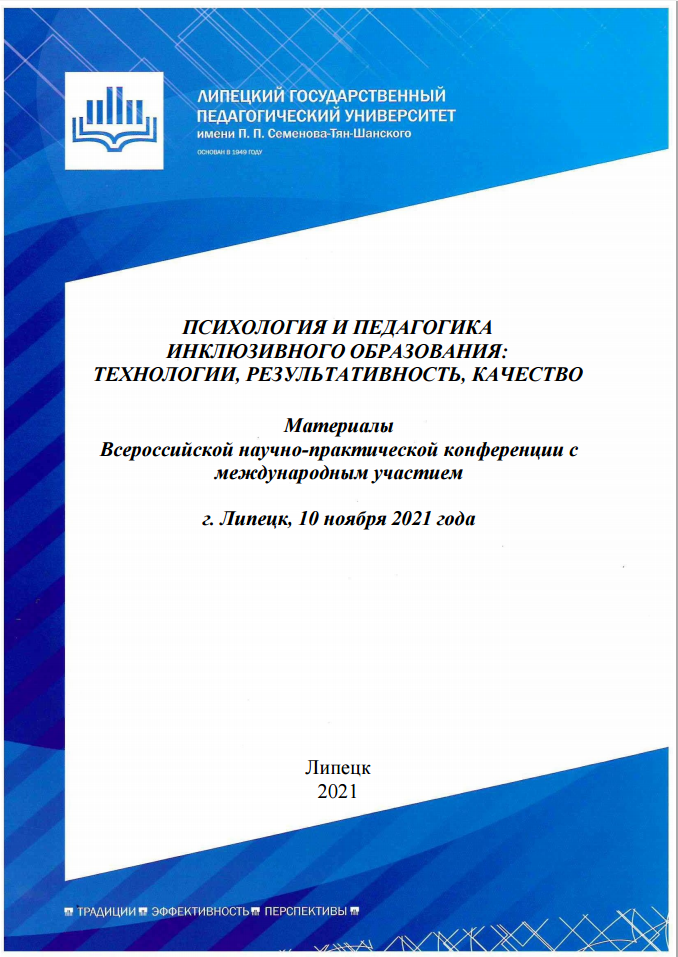 ЛИПЕЦКИЙ ГОСУДАРСТВЕННЫЙ
ПЕДАГОГИЧЕСКИЙ УНИВЕРСИТЕТ
имени П. П. Семенова-Тян-Шанского
ОСНОВАН В 1949 ГОДУ
ПСИХОЛОГИЯ И ПЕДАГОГИКА
ИНКЛЮЗИВНОГО ОБРАЗОВАНИЯ:
ТЕХНОЛОГИИ, РЕЗУЛЬТАТИВНОСТЬ, КАЧЕСТВО
Материалы
Всероссийской научно-практической конференции с
международным участием
г. Липецк, 10 ноября 2021 года
Липецк
2021
ТРАДИЦИИ ЭФФЕКТИВНОСТЬ ПЕРСПЕКТИВЫ